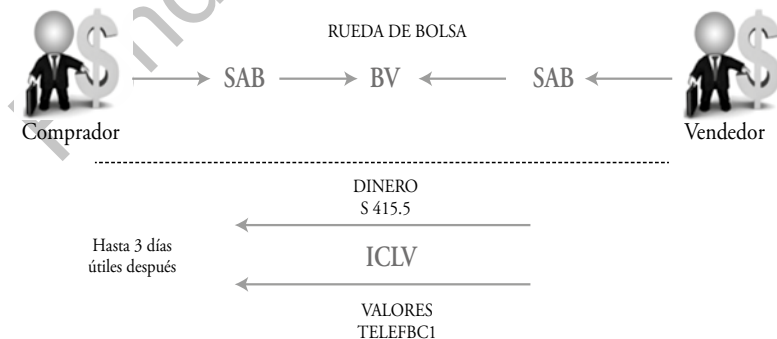 RUEDA DE BOLSA
SAB BV SAB
Comprador Vendedor
DINERO
S 415.5
Hasta 3 días
útiles después
ICLV
VALORES
TELEFBC1